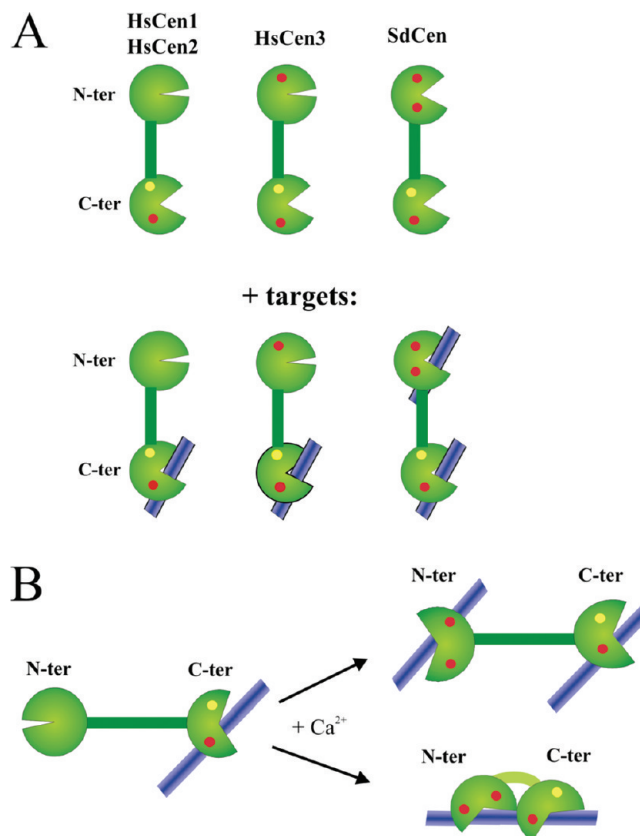 A
HsCen1
HsCen2
HsCen3
SdCen
N-ter
C-ter
+ targets:
N-ter
C-ter
B
N-ter
C-ter
+ Ca²⁺
N-ter
C-ter
N-ter
C-ter